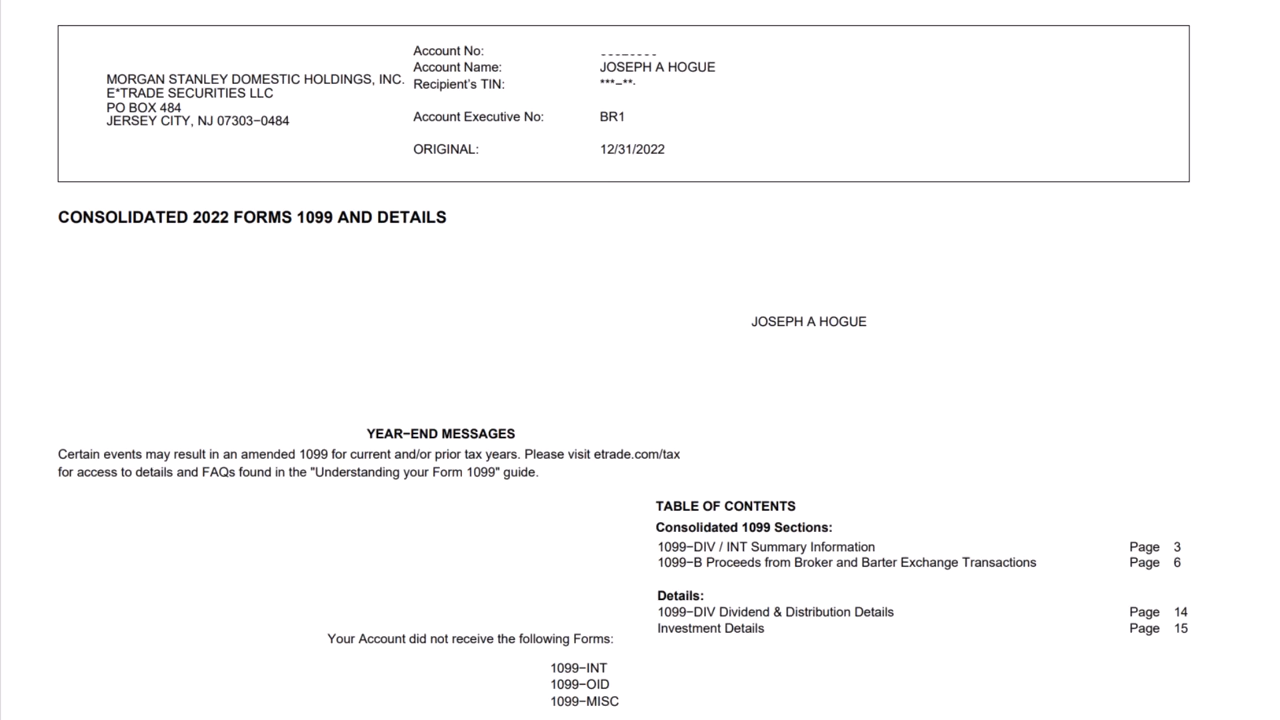 MORGAN STANLEY DOMESTIC HOLDINGS, INC.
E*TRADE SECURITIES LLC
PO BOX 484
JERSEY CITY, NJ 07303−0484
Account No:
Account Name: JOSEPH A HOGUE
Recipient's TIN: ***−**-
Account Executive No: BR1
ORIGINAL: 12/31/2022
CONSOLIDATED 2022 FORMS 1099 AND DETAILS
JOSEPH A HOGUE
YEAR−END MESSAGES
Certain events may result in an amended 1099 for current and/or prior tax years. Please visit etrade.com/tax
for access to details and FAQs found in the "Understanding your Form 1099" guide.
TABLE OF CONTENTS
Consolidated 1099 Sections:
1099−DIV / INT Summary Information Page 3
1099−B Proceeds from Broker and Barter Exchange Transactions Page 6
Details:
1099−DIV Dividend & Distribution Details Page 14
Investment Details Page 15
Your Account did not receive the following Forms:
1099−INT
1099−OID
1099−MISC